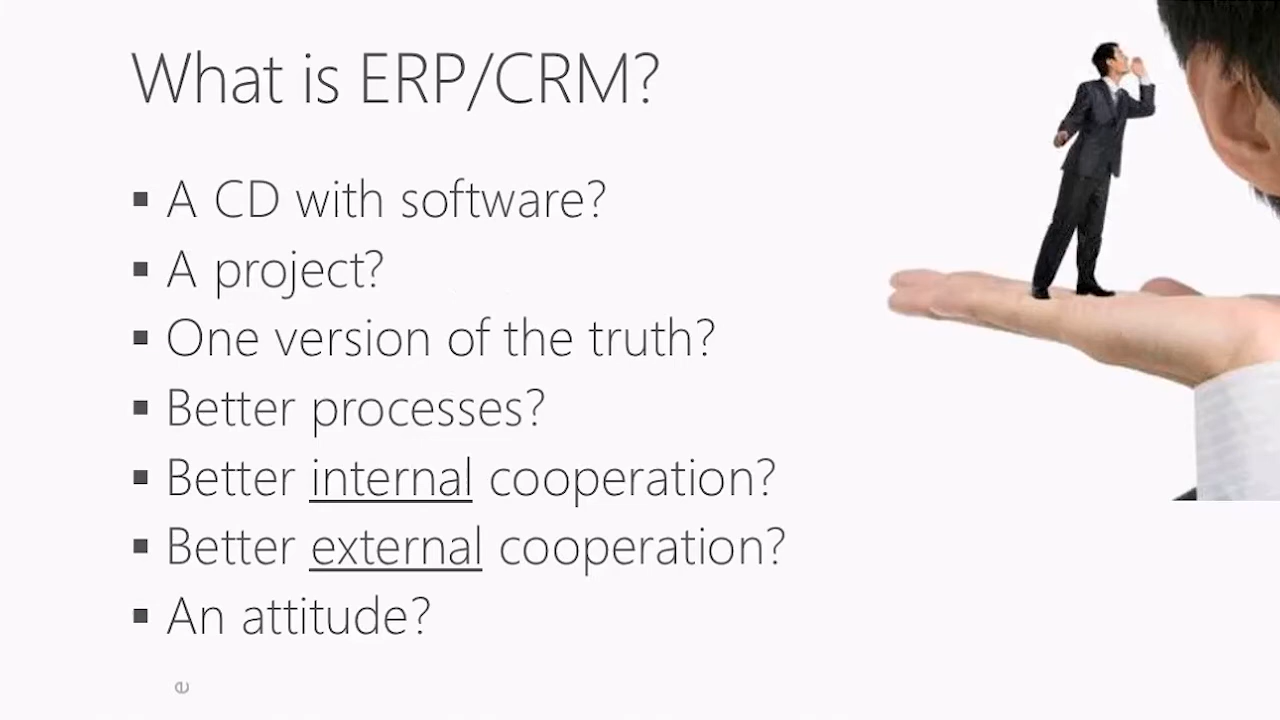 What is ERP/CRM?
▪ A CD with software?
▪ A project?
▪ One version of the truth?
▪ Better processes?
▪ Better internal cooperation?
▪ Better external cooperation?
▪ An attitude?
e